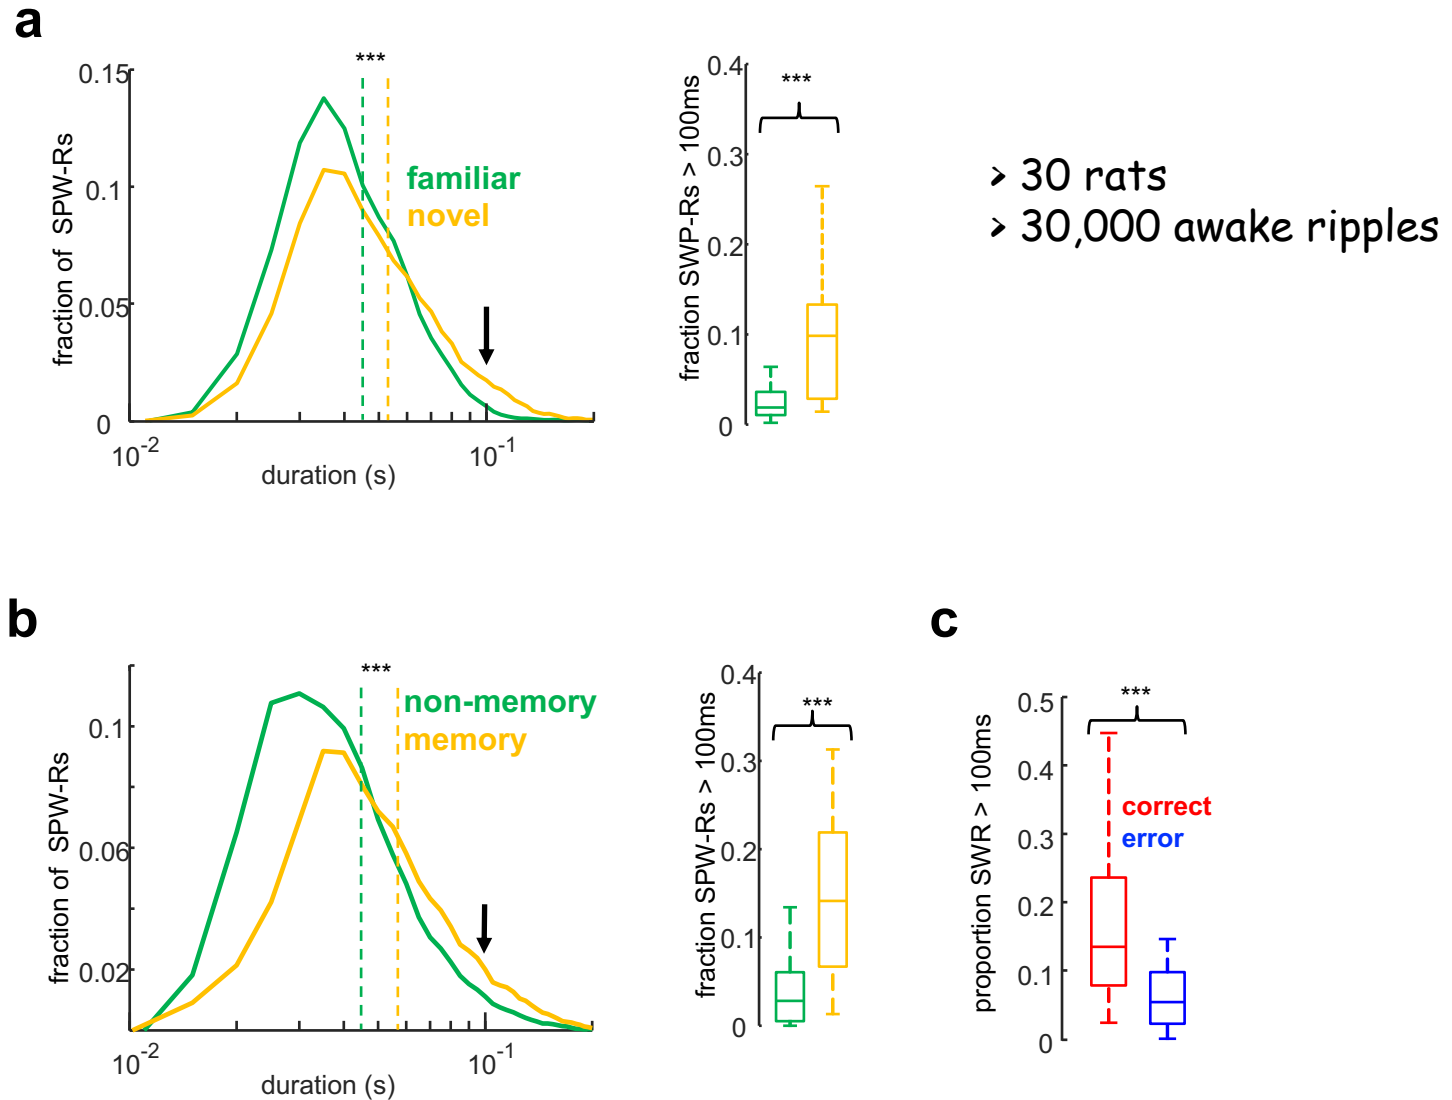 a
***
0.15
0.1
0.05
0
fraction of SPW-Rs
familiar
novel
10-2
10-1
duration (s)
***
0.4
0.3
0.2
0.1
0
fraction SWP-Rs > 100ms
> 30 rats
> 30,000 awake ripples
b
***
0.1
0.06
0.02
fraction of SPW-Rs
non-memory
memory
10-2
10-1
duration (s)
***
0.4
0.3
0.2
0.1
0
fraction SPW-Rs > 100ms
c
***
0.5
0.4
0.3
0.2
0.1
0
proportion SWR > 100ms
correct
error